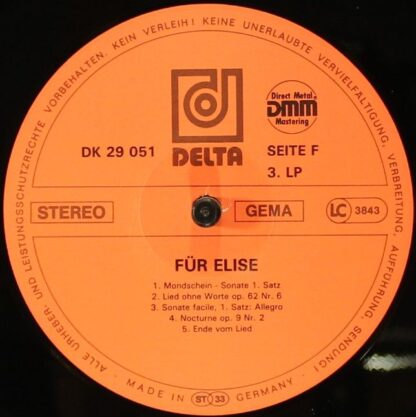 ALLE URHEBER- UND LEISTUNGSSCHUTZRECHTE VORBEHALTEN. KEIN VERLEIH! KEINE UNERLAUBTE VERVIELFÄLTIGUNG, VERMIETUNG, AUFFÜHRUNG, SENDUNG!
d
Direct Metal
DMM
Mastering
DK 29 051
DELTA
SEITE F
3. LP
STEREO
GEMA
LC 3843
FÜR ELISE
1. Mondschein - Sonate 1. Satz
2. Lied ohne Worte op. 62 Nr. 6
3. Sonate facile, 1. Satz: Allegro
4. Nocturne op. 9 Nr. 2
5. Ende vom Lied
MADE IN ST 33 GERMANY